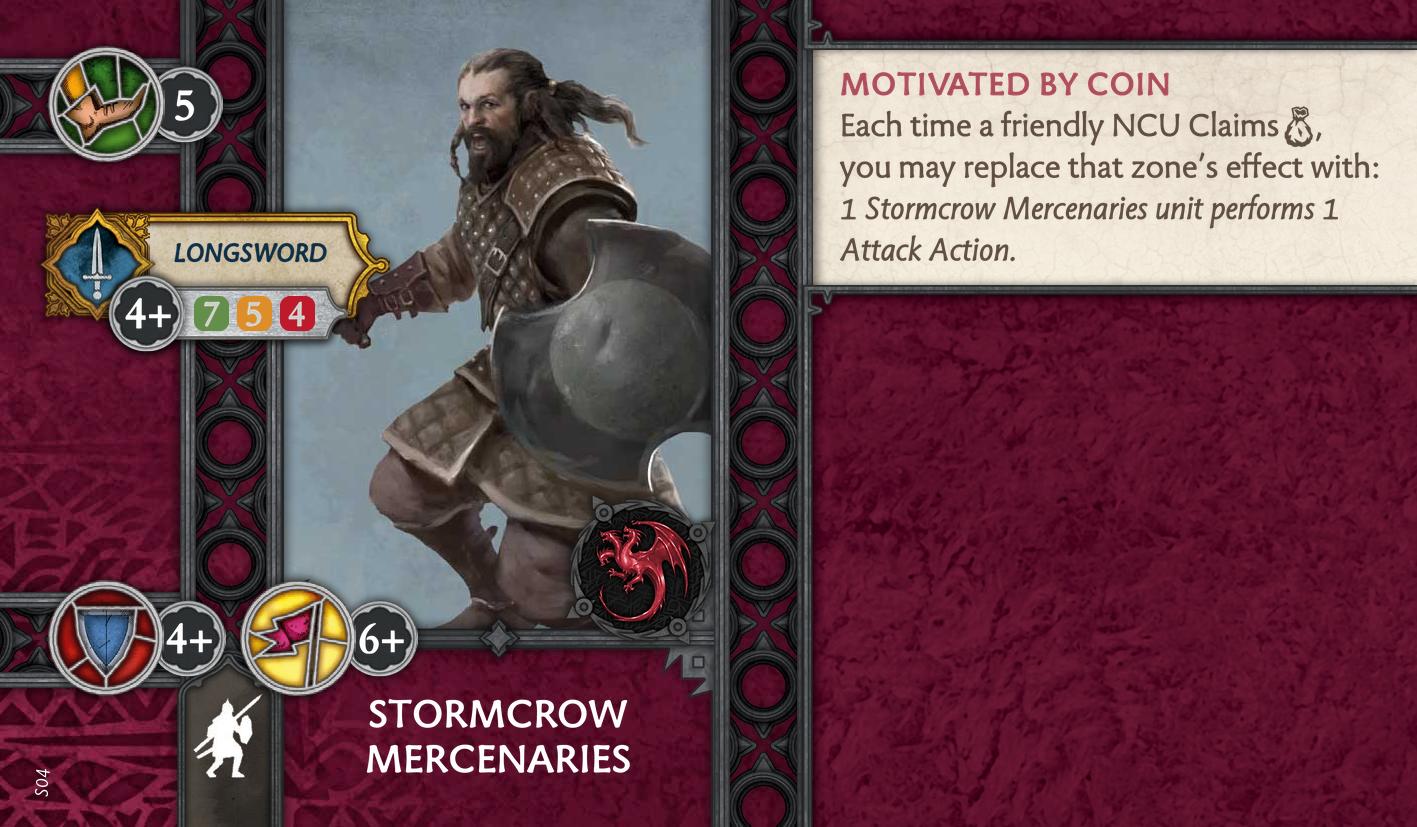 5
LONGSWORD
4+ 7 5 4
4+ 6+
STORMCROW
MERCENARIES
S04
MOTIVATED BY COIN
Each time a friendly NCU Claims ,
you may replace that zone's effect with:
1 Stormcrow Mercenaries unit performs 1
Attack Action.